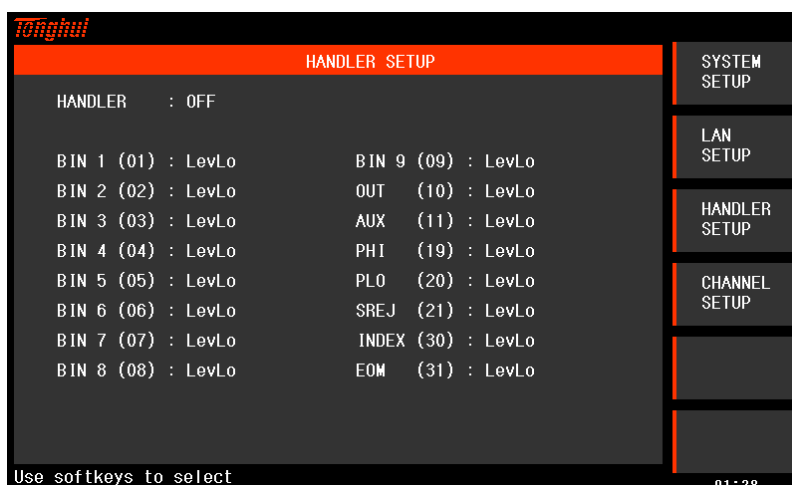 Tonghui
HANDLER SETUP
HANDLER : OFF
BIN 1 (01) : LevLo
BIN 2 (02) : LevLo
BIN 3 (03) : LevLo
BIN 4 (04) : LevLo
BIN 5 (05) : LevLo
BIN 6 (06) : LevLo
BIN 7 (07) : LevLo
BIN 8 (08) : LevLo
BIN 9 (09) : LevLo
OUT (10) : LevLo
AUX (11) : LevLo
PHI (19) : LevLo
PLO (20) : LevLo
SREJ (21) : LevLo
INDEX (30) : LevLo
EOM (31) : LevLo
SYSTEM
SETUP
LAN
SETUP
HANDLER
SETUP
CHANNEL
SETUP
Use softkeys to select